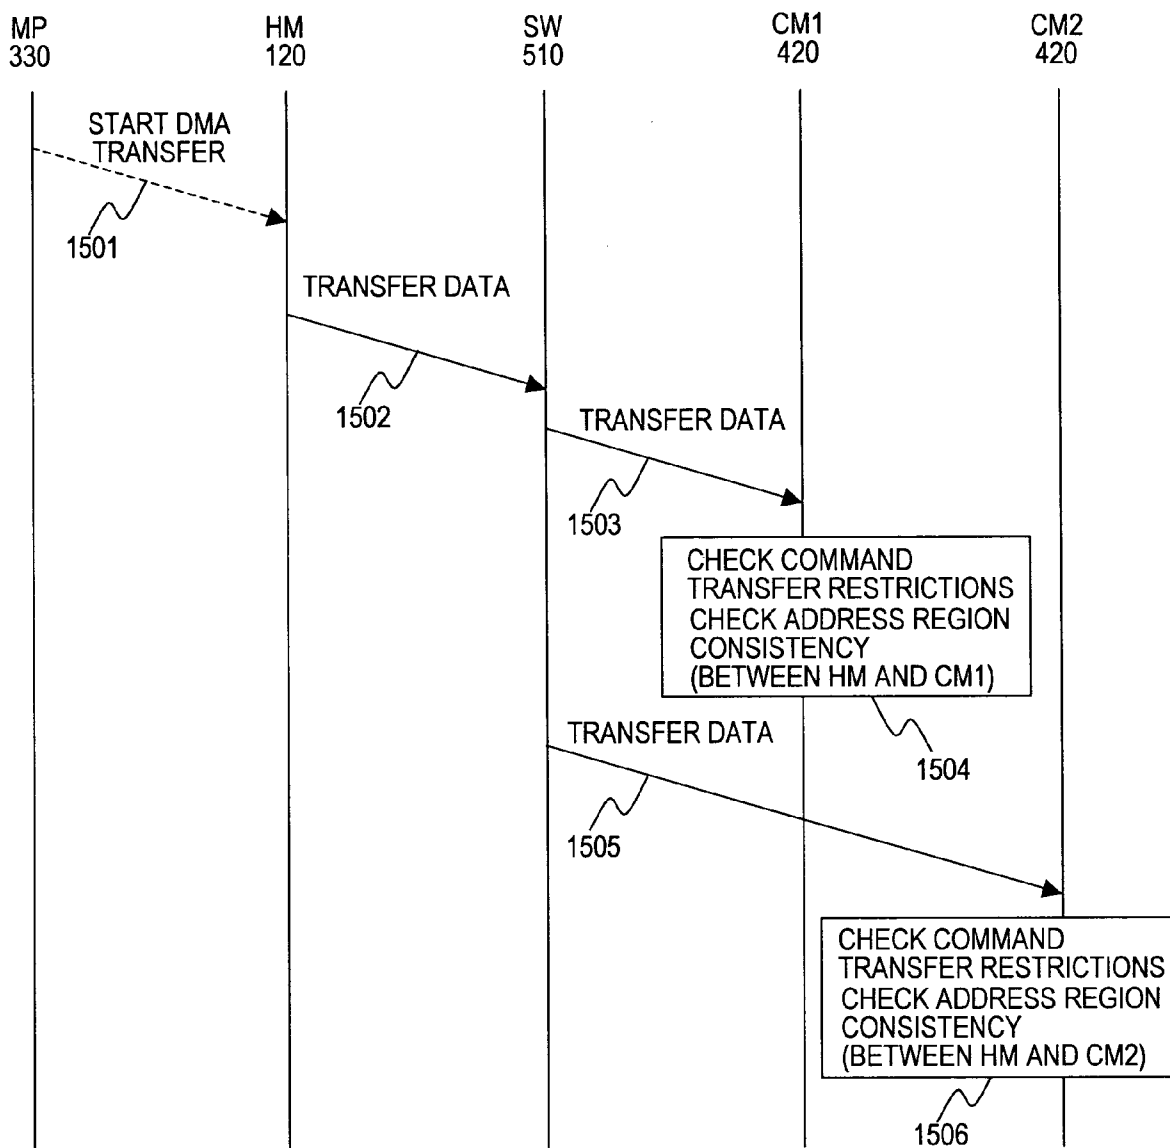 MP
330
HM
120
SW
510
CM1
420
CM2
420
START DMA
TRANSFER
1501
TRANSFER DATA
1502
TRANSFER DATA
1503
CHECK COMMAND
TRANSFER RESTRICTIONS
CHECK ADDRESS REGION
CONSISTENCY
(BETWEEN HM AND CM1)
1504
TRANSFER DATA
1505
CHECK COMMAND
TRANSFER RESTRICTIONS
CHECK ADDRESS REGION
CONSISTENCY
(BETWEEN HM AND CM2)
1506